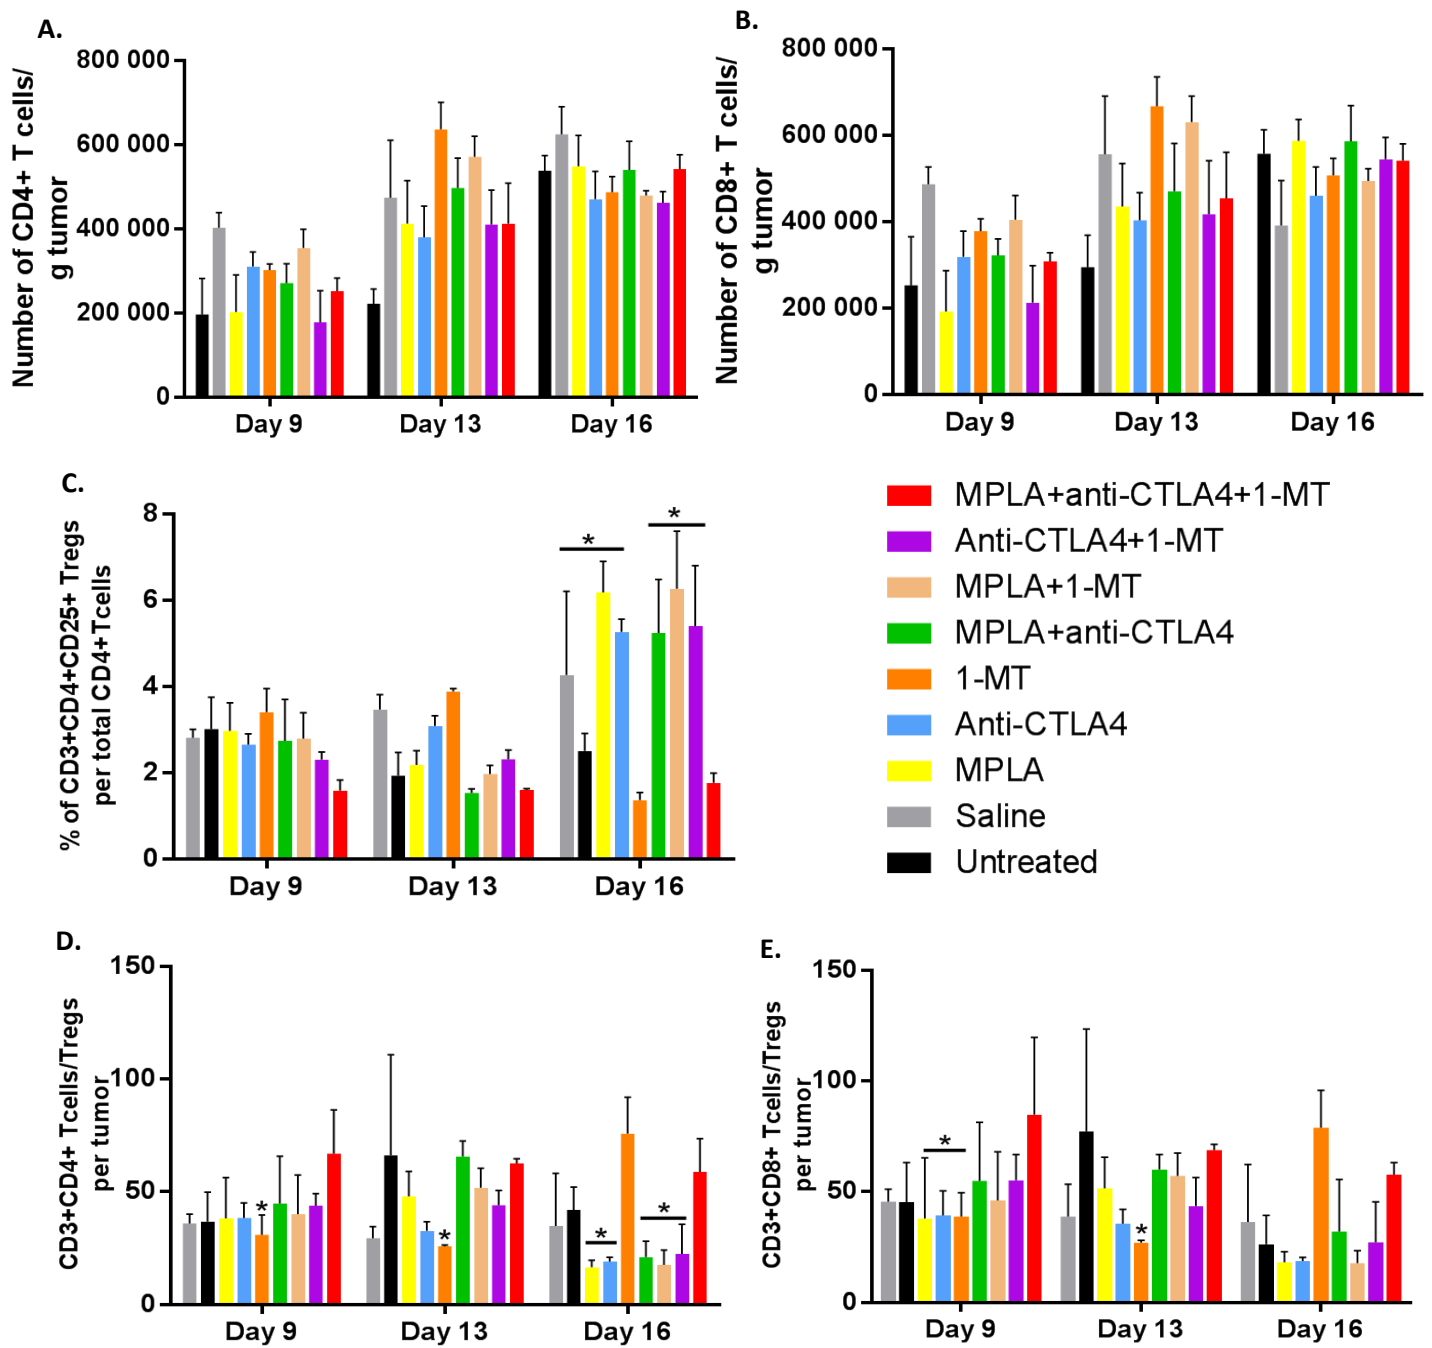 A.
800 000
600 000
400 000
200 000
0
Number of CD4+ T cells/
g tumor
Day 9
Day 13
Day 16
B.
800 000
600 000
400 000
200 000
0
Number of CD8+ T cells/
g tumor
Day 9
Day 13
Day 16
C.
8
6
4
2
0
% of CD3+CD4+CD25+ Tregs
per total CD4+Tcells
*
*
Day 9
Day 13
Day 16
MPLA+anti-CTLA4+1-MT
Anti-CTLA4+1-MT
MPLA+1-MT
MPLA+anti-CTLA4
1-MT
Anti-CTLA4
MPLA
Saline
Untreated
D.
150
100
50
0
CD3+CD4+ Tcells/Tregs
per tumor
*
*
*
*
Day 9
Day 13
Day 16
E.
150
100
50
0
CD3+CD8+ Tcells/Tregs
per tumor
*
*
Day 9
Day 13
Day 16